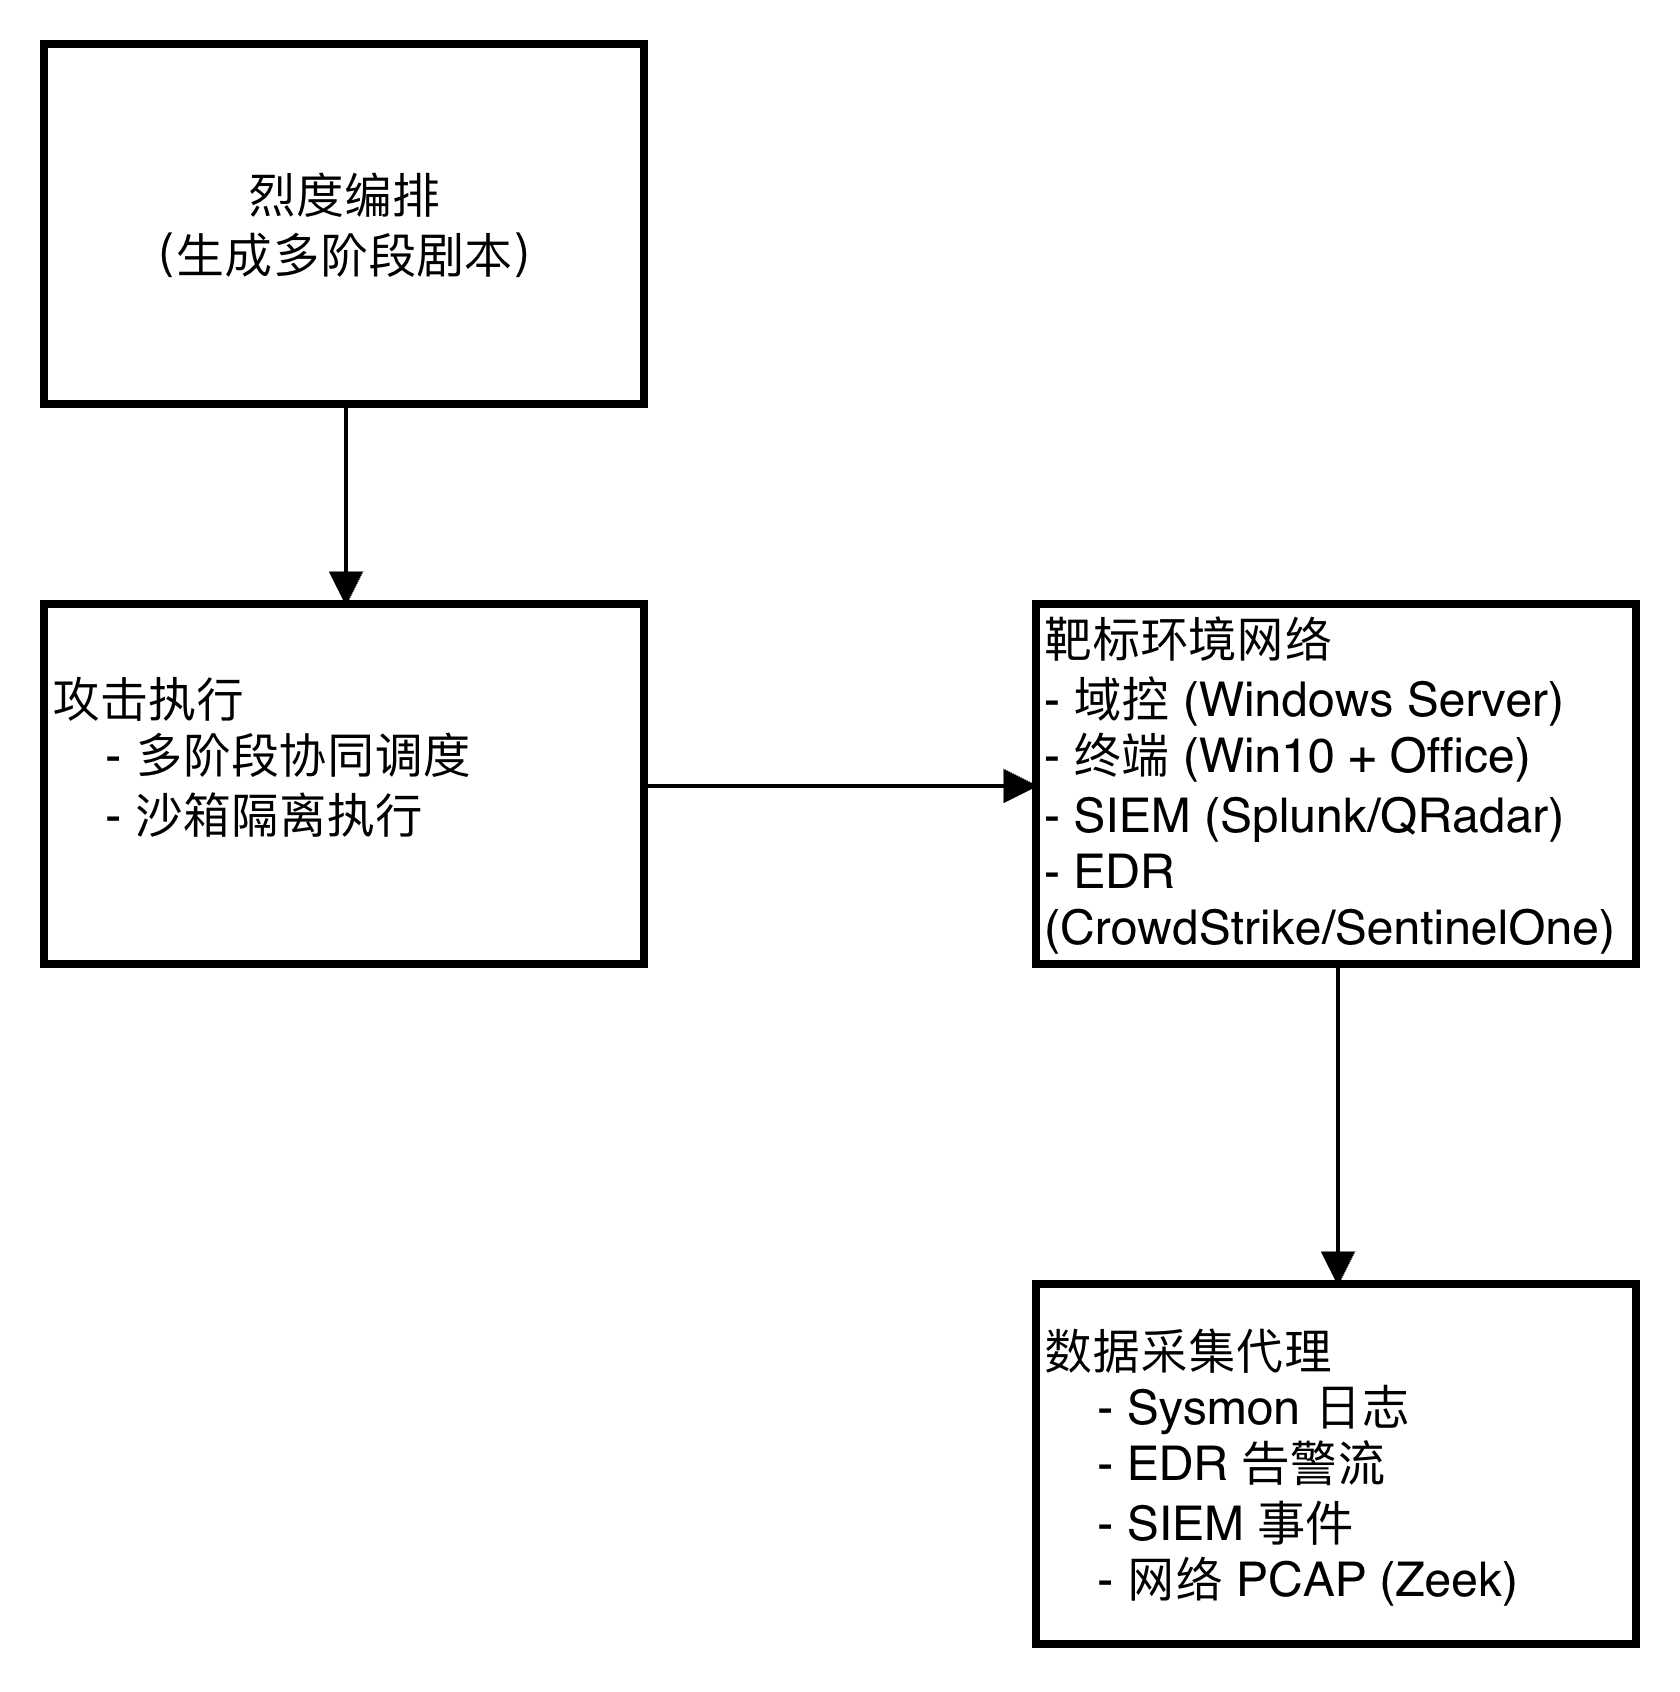 烈度编排
(生成多阶段剧本)
攻击执行
- 多阶段协同调度
- 沙箱隔离执行
靶标环境网络
- 域控 (Windows Server)
- 终端 (Win10 + Office)
- SIEM (Splunk/QRadar)
- EDR
(CrowdStrike/SentinelOne)
数据采集代理
- Sysmon 日志
- EDR 告警流
- SIEM 事件
- 网络 PCAP (Zeek)